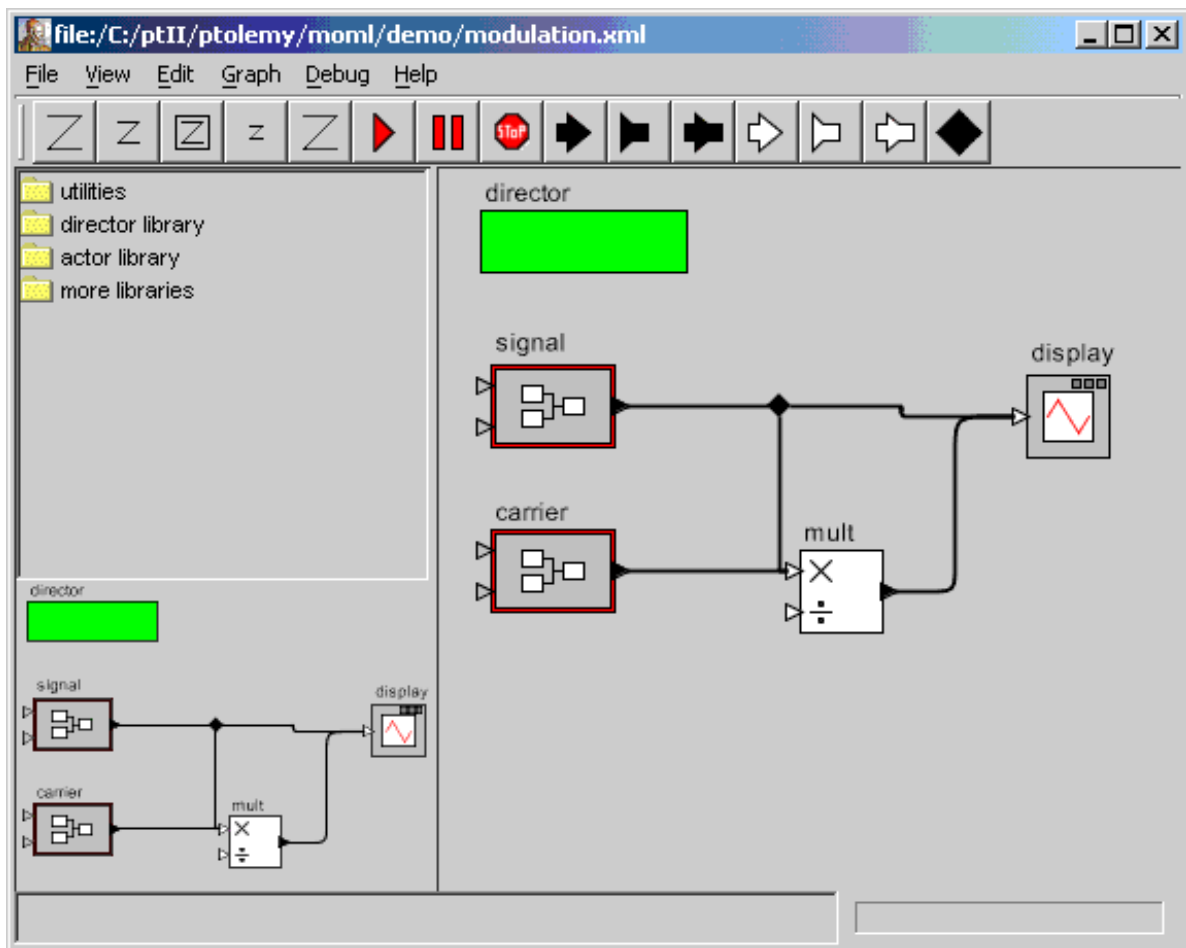 file:/C:/ptII/ptolemy/moml/demo/modulation.xml
File View Edit Graph Debug Help
Z Z Z Z Z STOP
utilities
director library
actor library
more libraries
director
signal
carrier
mult
display
director
signal
display
carrier
mult